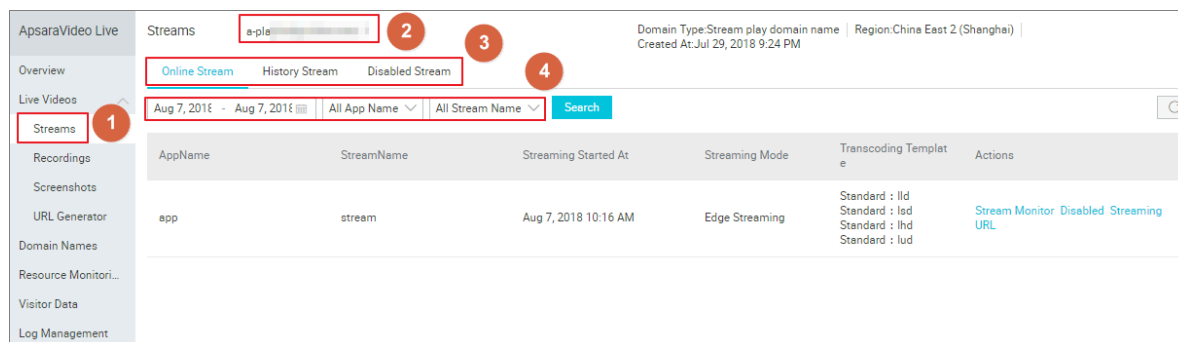 ApsaraVideo Live
Overview
Live Videos
1
Streams
Recordings
Screenshots
URL Generator
Domain Names
Resource Monitori...
Visitor Data
Log Management
Streams
a-pla
2
Domain Type:Stream play domain name
Region:China East 2 (Shanghai)
Created At:Jul 29, 2018 9:24 PM
3
Online Stream
History Stream
Disabled Stream
4
Aug 7, 2018 - Aug 7, 2018
All App Name
All Stream Name
Search
AppName
StreamName
Streaming Started At
Streaming Mode
Transcoding Templat
e
Actions
app
stream
Aug 7, 2018 10:16 AM
Edge Streaming
Standard : lld
Standard : lsd
Standard : lhd
Standard : lud
Stream Monitor Disabled Streaming
URL